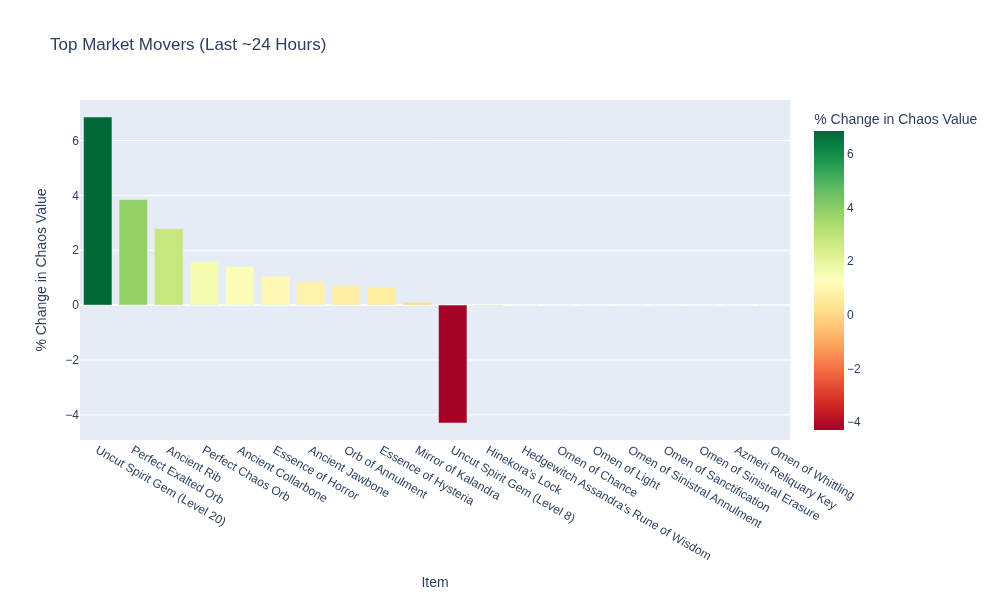 Top Market Movers (Last ~24 Hours)
% Change in Chaos Value
6
4
2
0
−2
−4
Uncut Spirit Gem (Level 20)
Perfect Exalted Orb
Ancient Rib
Perfect Chaos Orb
Ancient Collarbone
Essence of Horror
Ancient Jawbone
Orb of Annulment
Essence of Hysteria
Mirror of Kalandra
Uncut Spirit Gem (Level 8)
Hinekora's Lock
Hedgewitch Assandra's Rune of Wisdom
Omen of Chance
Omen of Light
Omen of Sinistral Annulment
Omen of Sanctification
Omen of Sinistral Erasure
Azmeri Reliquary Key
Omen of Whittling
Item
% Change in Chaos Value
6
4
2
0
−2
−4